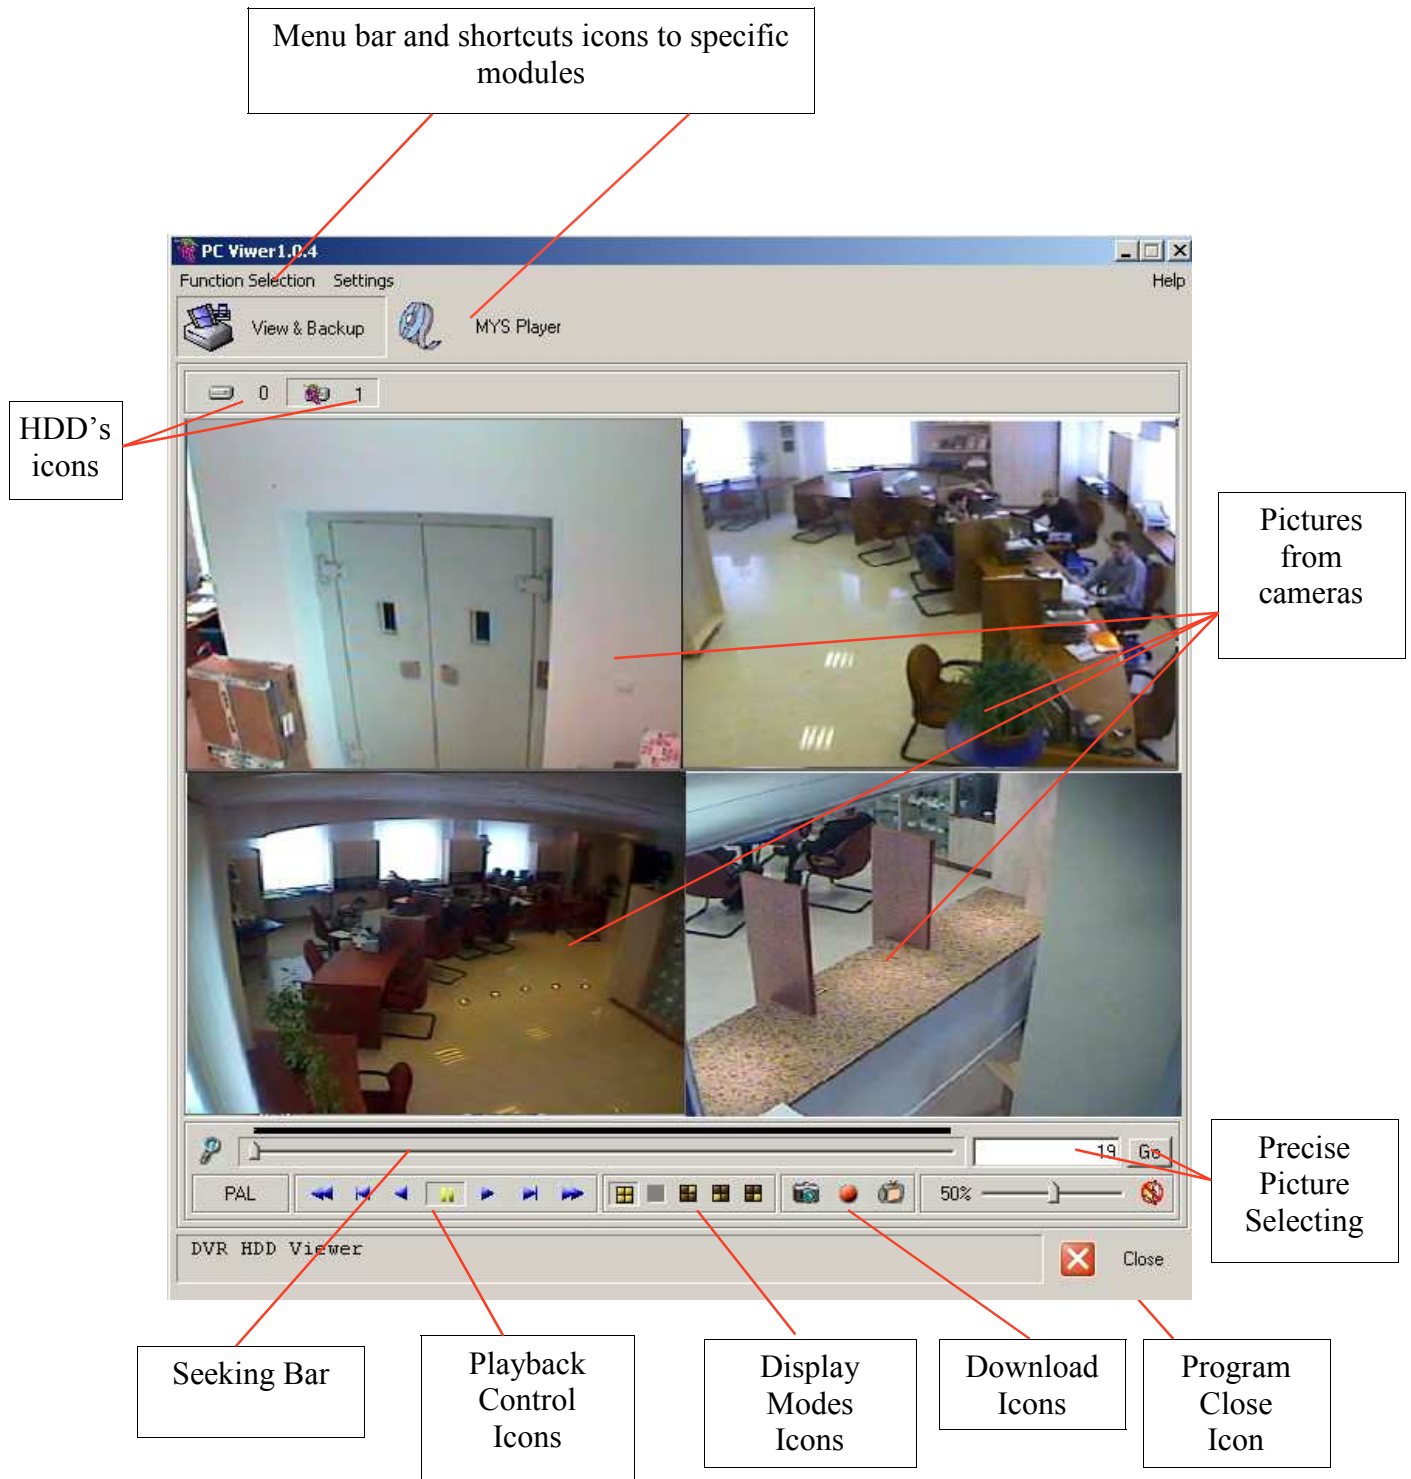 Menu bar and shortcuts icons to specific
modules
PC Viwer1.0.4
Function Selection Settings Help
View & Backup MYS Player
0 1
HDD's
icons
Pictures
from
cameras
19 Go
Precise
Picture
Selecting
PAL 50%
DVR HDD Viewer
Close
Seeking Bar
Playback
Control
Icons
Display
Modes
Icons
Download
Icons
Program
Close
Icon